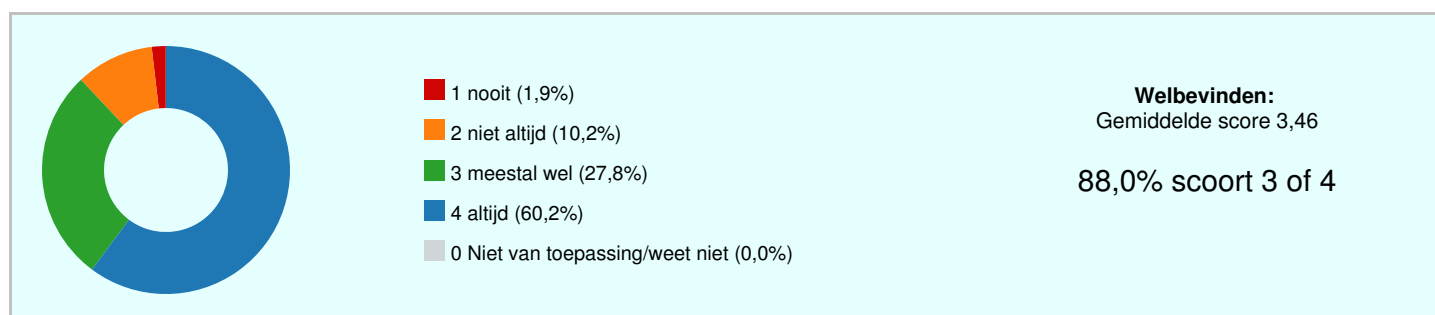 1 nooit (1,9%)
2 niet altijd (10,2%)
3 meestal wel (27,8%)
4 altijd (60,2%)
0 Niet van toepassing/weet niet (0,0%)
Welbevinden:
Gemiddelde score 3,46
88,0% scoort 3 of 4